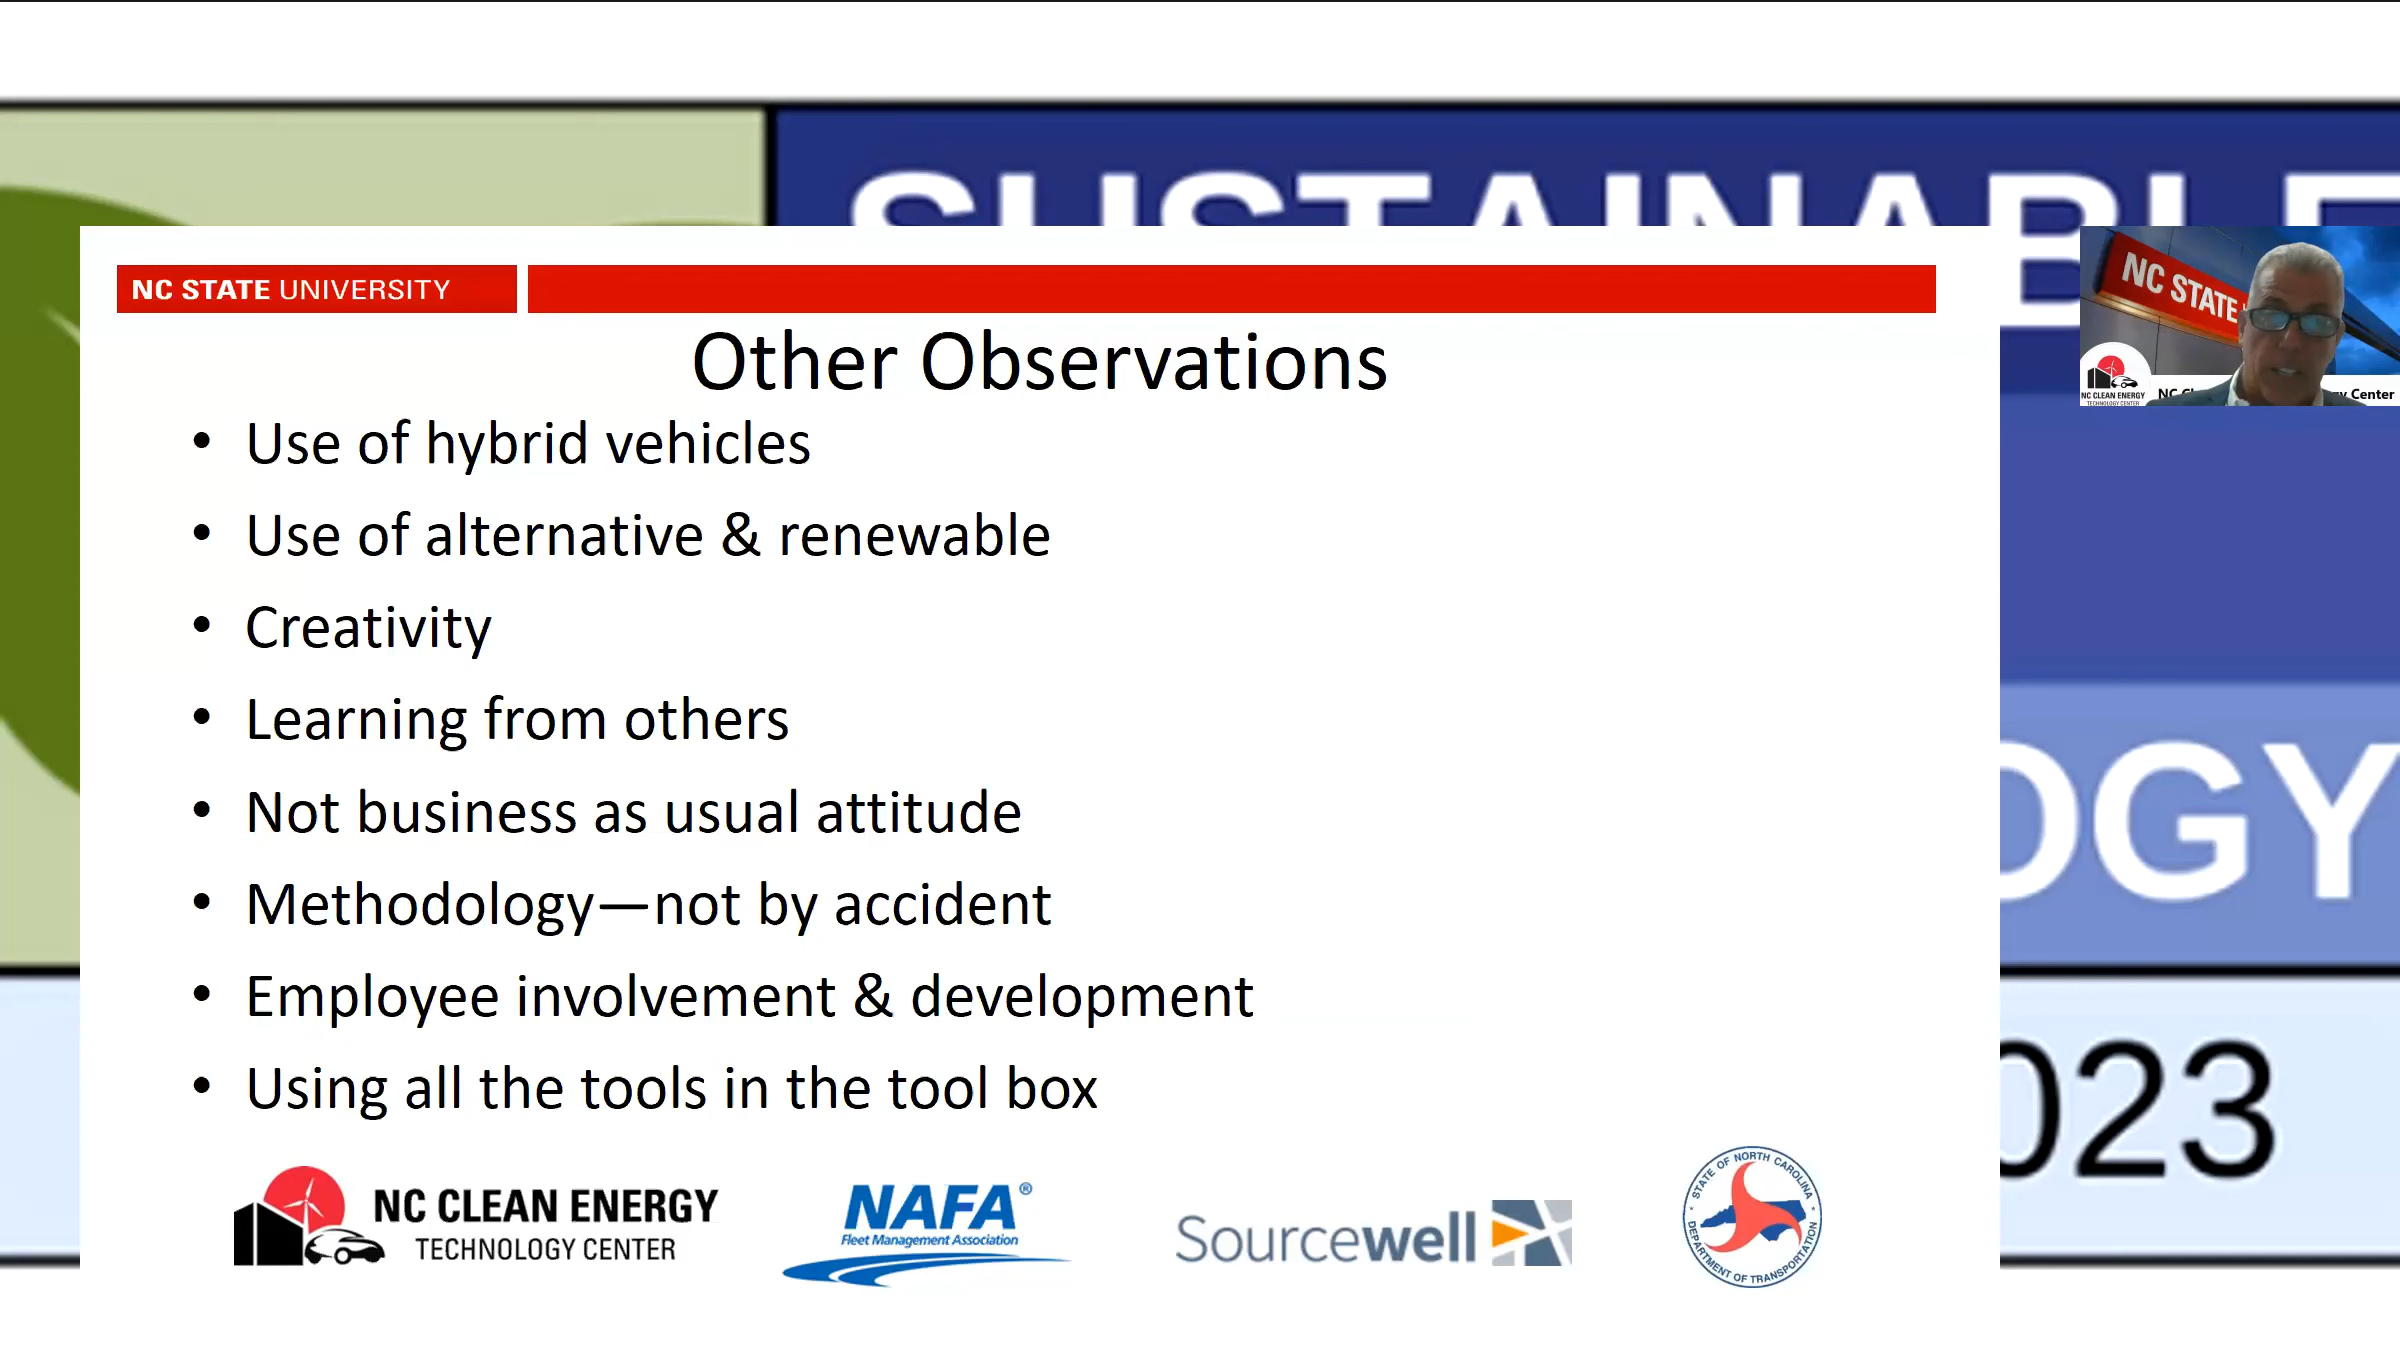 SUSTAINABLE
NC STATE UNIVERSITY
NC STATE
Other Observations
NC CLEAN ENERGY
TECHNOLOGY CENTER
Center
• Use of hybrid vehicles
• Use of alternative & renewable
• Creativity
• Learning from others
• Not business as usual attitude
OGY
• Methodology—not by accident
• Employee involvement & development
• Using all the tools in the tool box
023
NC CLEAN ENERGY
TECHNOLOGY CENTER
NAFA®
Fleet Management Association
Sourcewell
STATE OF NORTH CAROLINA
DEPARTMENT OF TRANSPORTATION